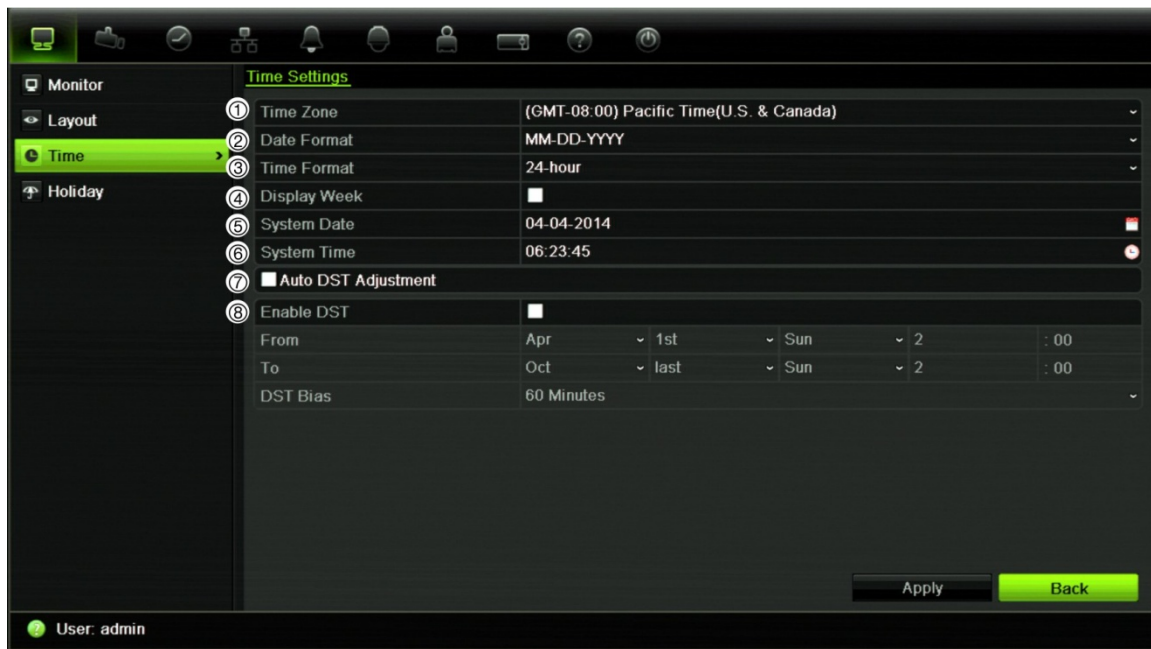 Monitor
Layout
Time
Holiday
Time Settings
① Time Zone (GMT-08:00) Pacific Time(U.S. & Canada)
② Date Format MM-DD-YYYY
③ Time Format 24-hour
④ Display Week
⑤ System Date 04-04-2014
⑥ System Time 06:23:45
⑦ Auto DST Adjustment
⑧ Enable DST
From Apr 1st Sun 2 : 00
To Oct last Sun 2 : 00
DST Bias 60 Minutes
Apply Back
User: admin